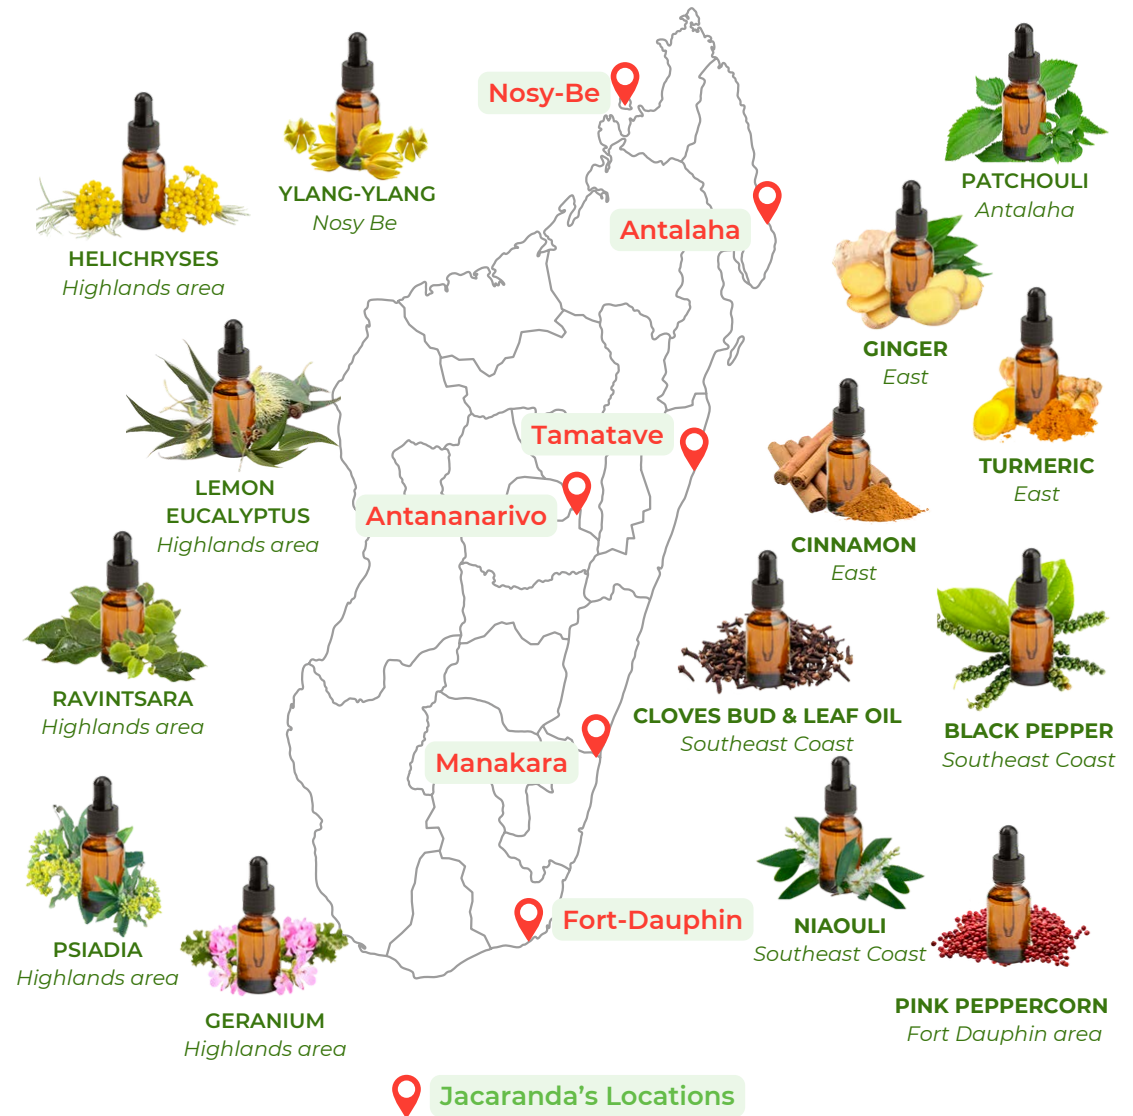 Nosy-Be
YLANG-YLANG
Nosy Be
PATCHOULI
Antalaha
HELICHRYSES
Highlands area
Antalaha
GINGER
East
Tamatave
TURMERIC
East
LEMON
EUCALYPTUS
Highlands area
Antananarivo
CINNAMON
East
RAVINTSARA
Highlands area
CLOVES BUD & LEAF OIL
Southeast Coast
BLACK PEPPER
Southeast Coast
Manakara
PSIADIA
Highlands area
Fort-Dauphin
NIAOULI
Southeast Coast
GERANIUM
Highlands area
PINK PEPPERCORN
Fort Dauphin area
Jacaranda’s Locations